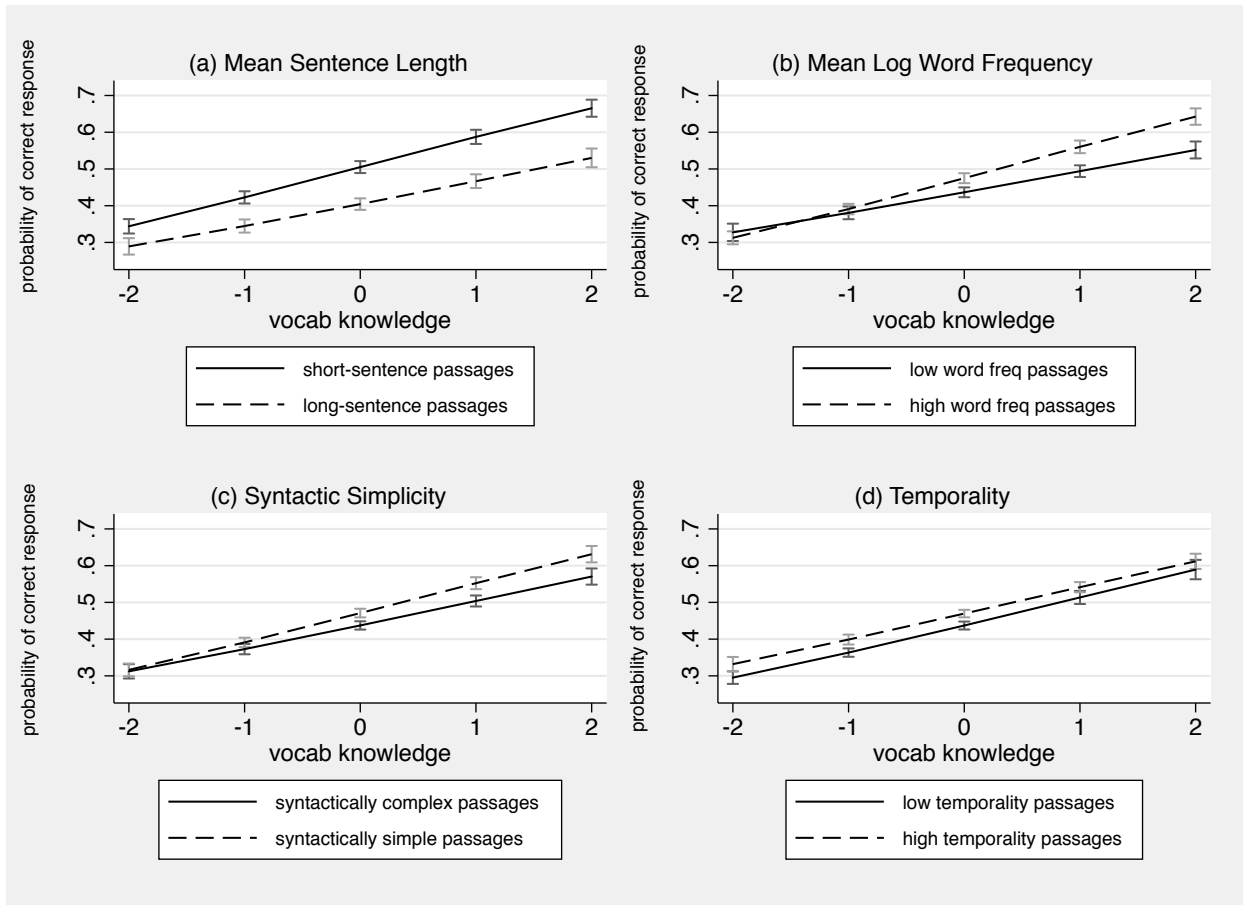 (a) Mean Sentence Length
probability of correct response
.7
.6
.5
.4
.3
-2 -1 0 1 2
vocab knowledge
short-sentence passages
long-sentence passages
(b) Mean Log Word Frequency
probability of correct response
.7
.6
.5
.4
.3
-2 -1 0 1 2
vocab knowledge
low word freq passages
high word freq passages
(c) Syntactic Simplicity
probability of correct response
.7
.6
.5
.4
.3
-2 -1 0 1 2
vocab knowledge
syntactically complex passages
syntactically simple passages
(d) Temporality
probability of correct response
.7
.6
.5
.4
.3
-2 -1 0 1 2
vocab knowledge
low temporality passages
high temporality passages